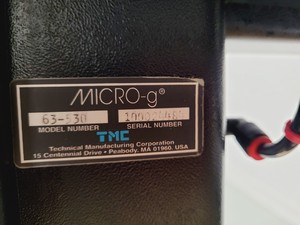 MICRO-g®
63-530
MODEL NUMBER SERIAL NUMBER
TMC
Technical Manufacturing Corporation
15 Centennial Drive • Peabody, MA 01960, USA